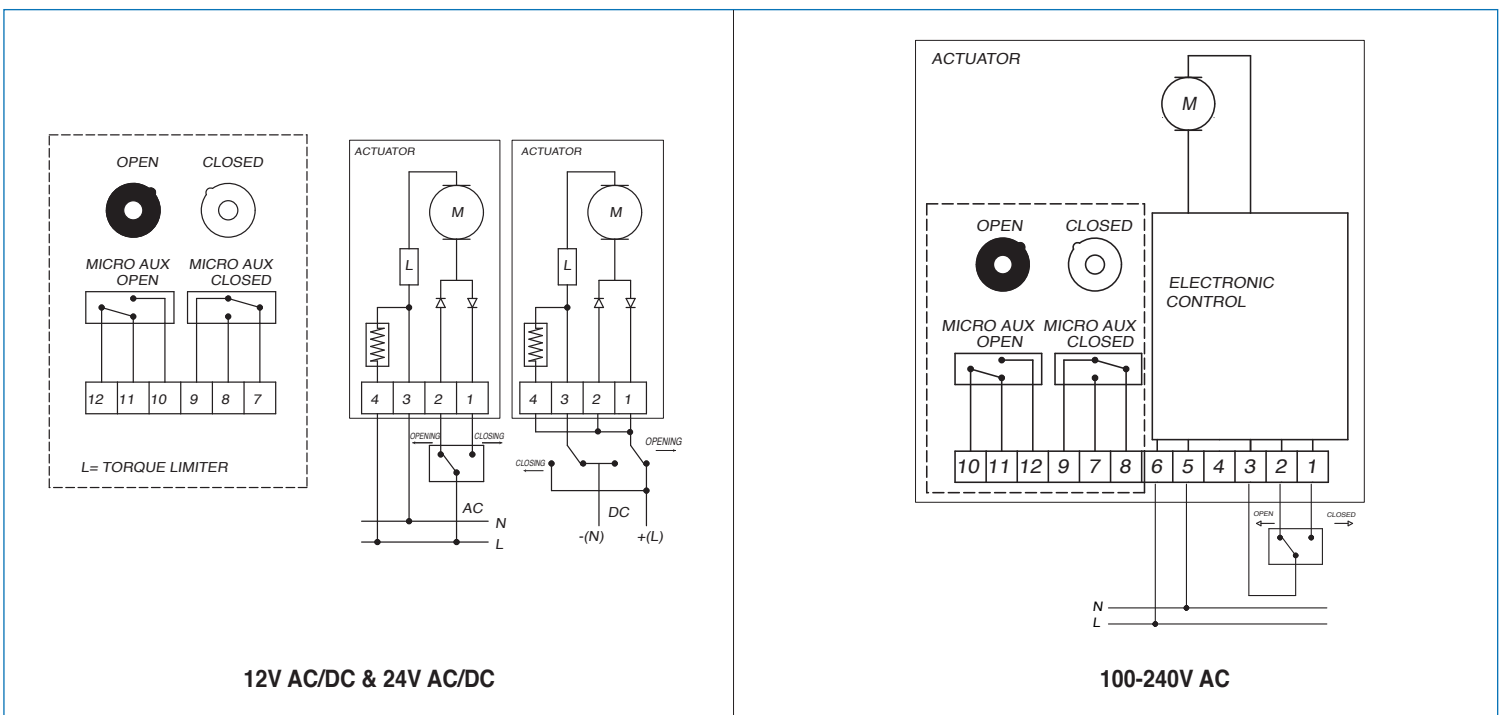 OPEN CLOSED
MICRO AUX MICRO AUX
OPEN CLOSED
12 11 10 9 8 7
L= TORQUE LIMITER
ACTUATOR
M
L
4 3 2 1
OPENING CLOSING
AC
N
L
ACTUATOR
M
L
4 3 2 1
OPENING
CLOSING
DC
-(N) +(L)
12V AC/DC & 24V AC/DC
ACTUATOR
M
OPEN CLOSED
ELECTRONIC
CONTROL
MICRO AUX MICRO AUX
OPEN CLOSED
10 11 12 9 7 8 6 5 4 3 2 1
OPEN CLOSED
N
L
100-240V AC